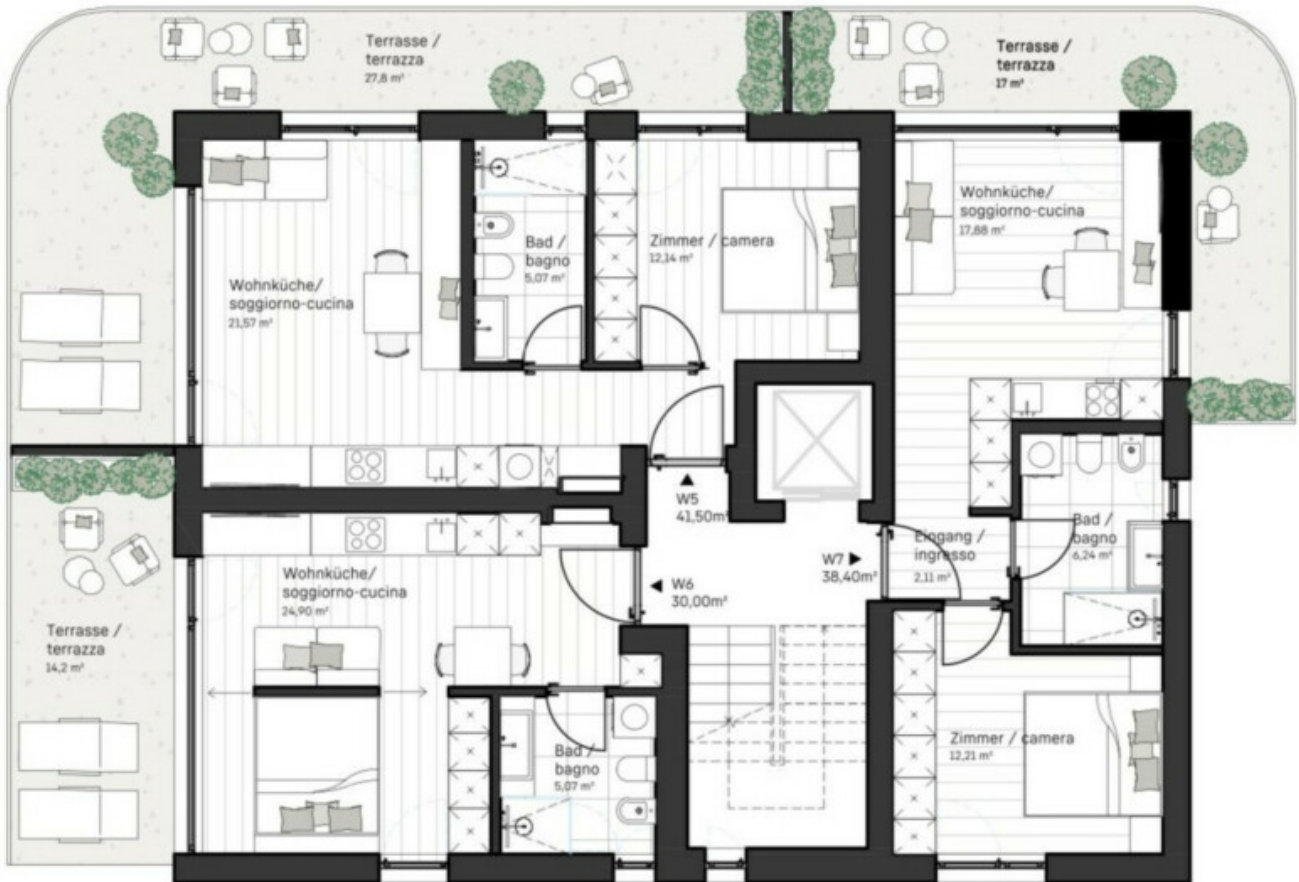 Terrasse /
terrazza
27,8 m²
Terrasse /
terrazza
17 m²
Wohnküche/
soggiorno-cucina
21,57 m²
Bad /
bagno
5,07 m²
Zimmer / camera
12,14 m²
Wohnküche/
soggiorno-cucina
17,88 m²
W5
41,50m²
W7
38,40m²
Eingang /
ingresso
2,11 m²
Bad /
bagno
6,24 m²
W6
30,00m²
Wohnküche/
soggiorno-cucina
24,90 m²
Terrasse /
terrazza
14,2 m²
Bad /
bagno
5,07 m²
Zimmer / camera
12,21 m²